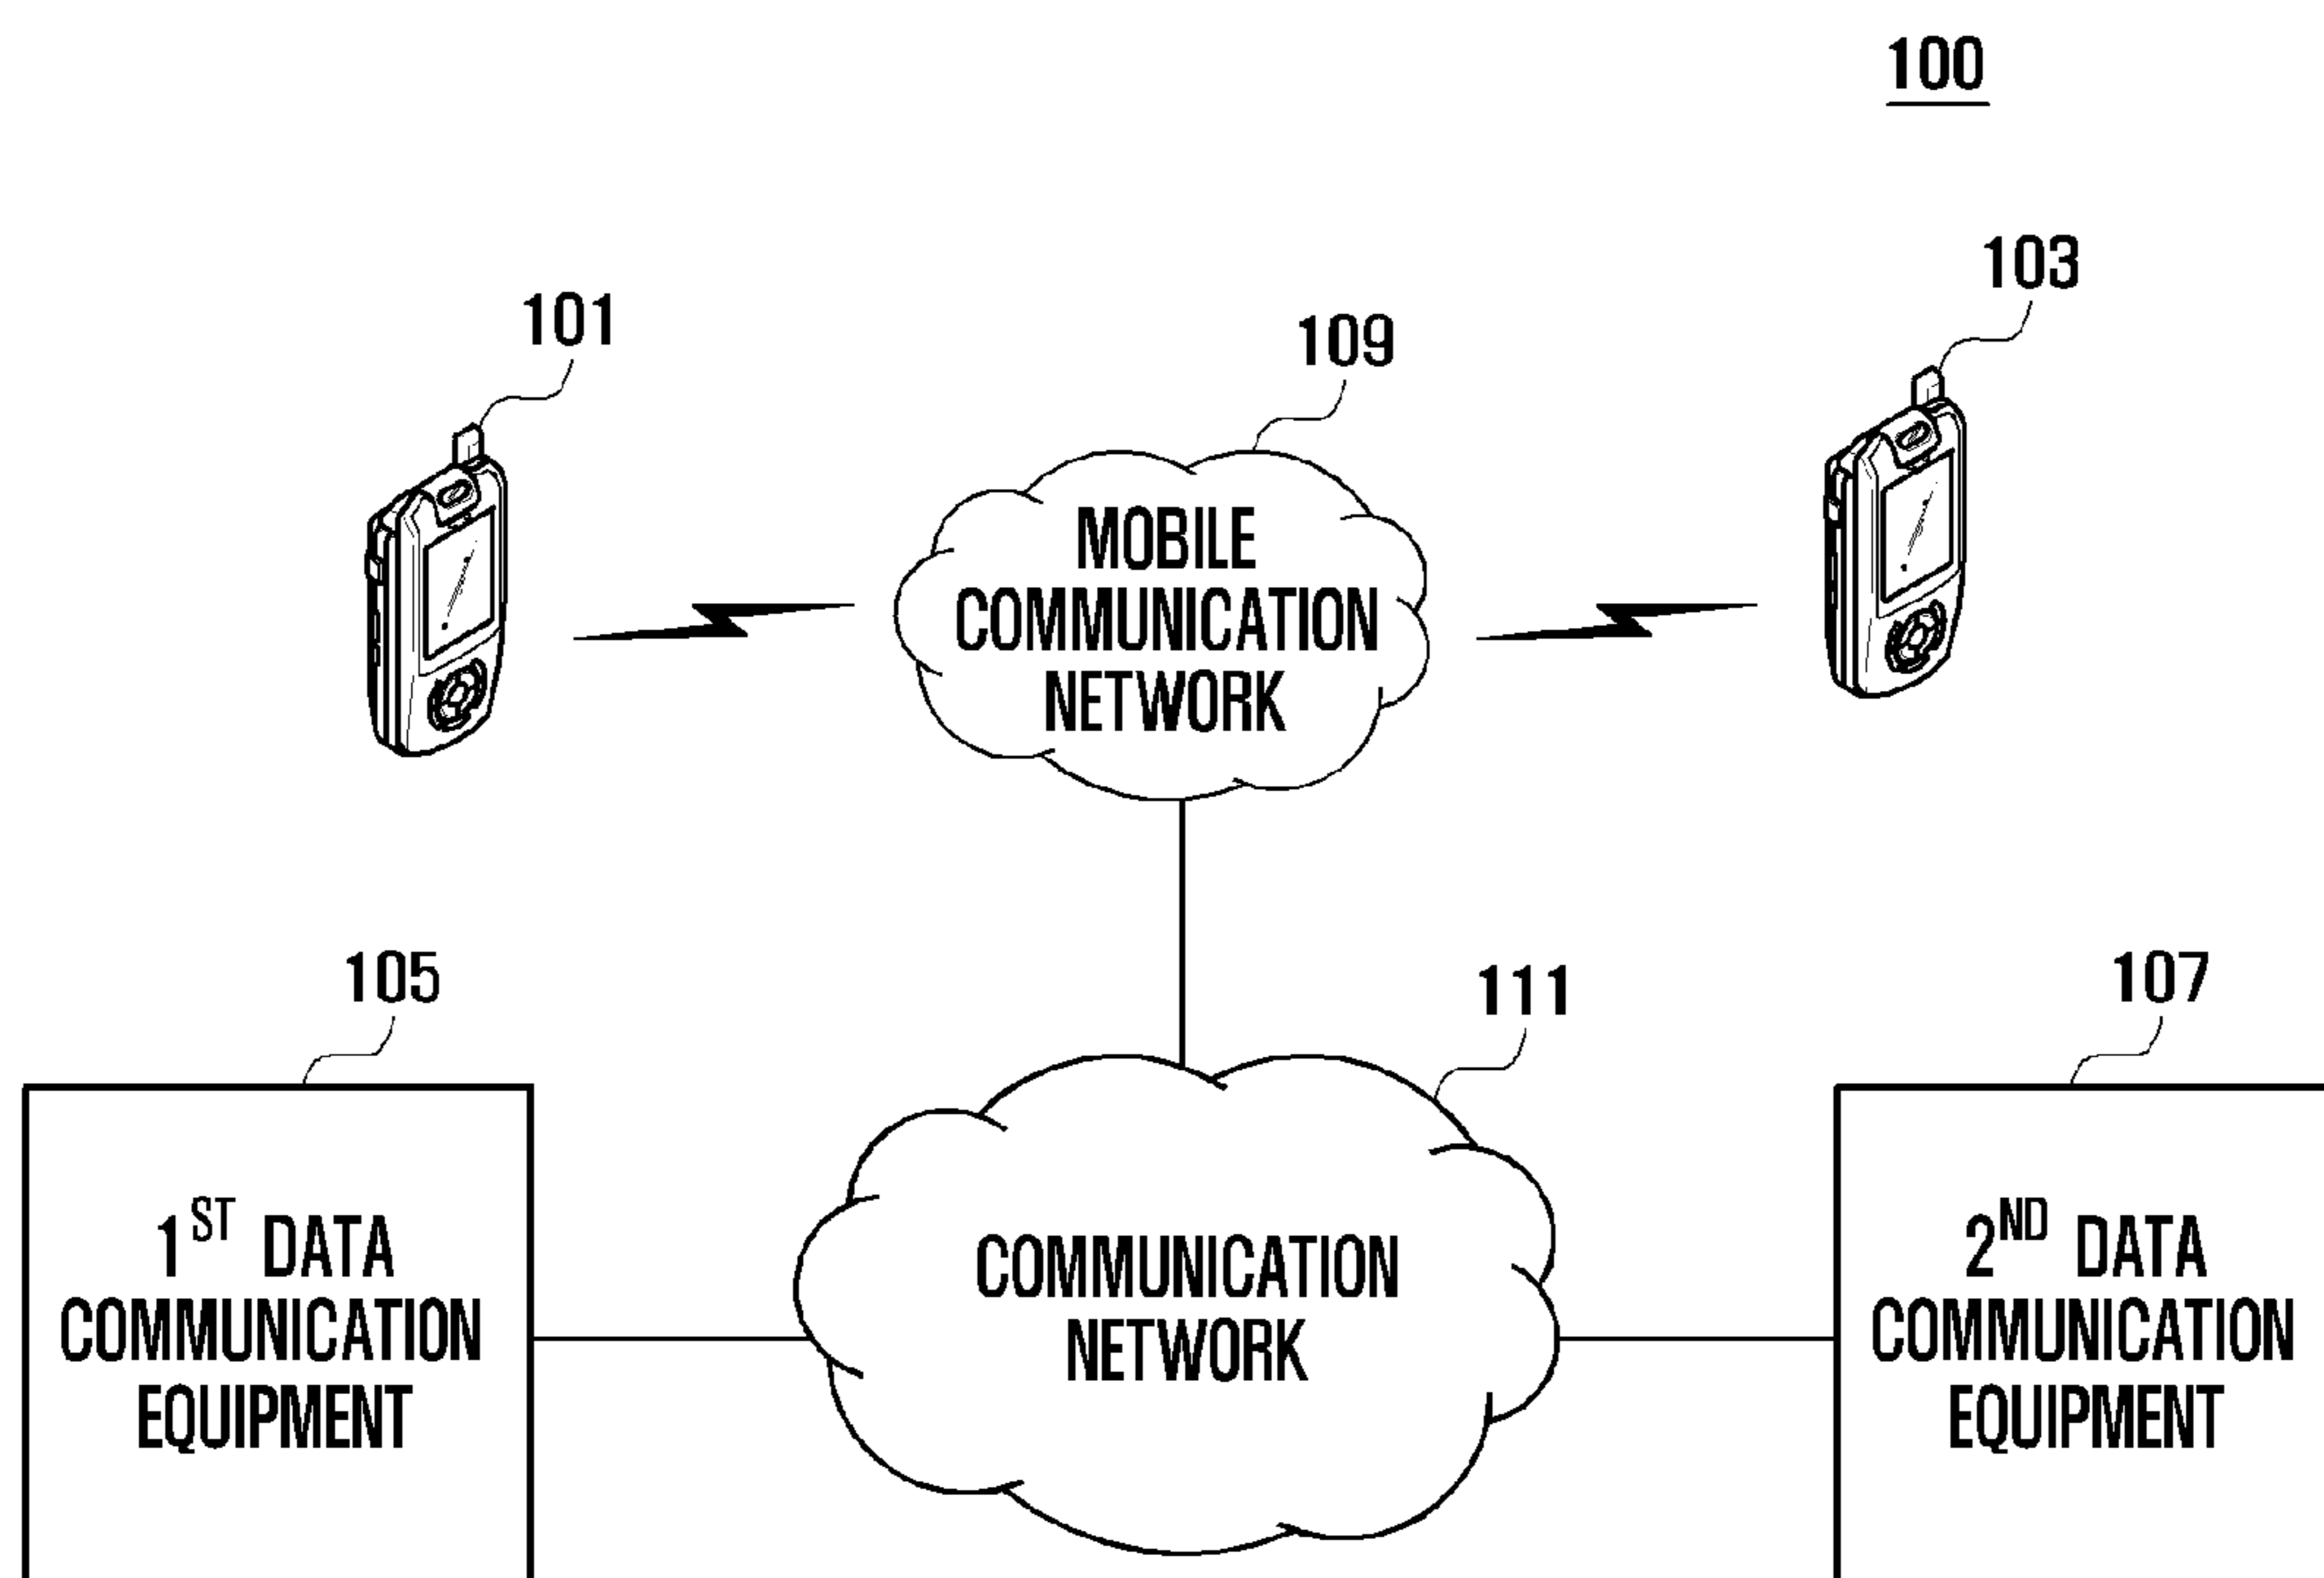 100
103
101
109
MOBILE
COMMUNICATION
NETWORK
105
111
107
1ST DATA
COMMUNICATION
EQUIPMENT
COMMUNICATION
NETWORK
2ND DATA
COMMUNICATION
EQUIPMENT